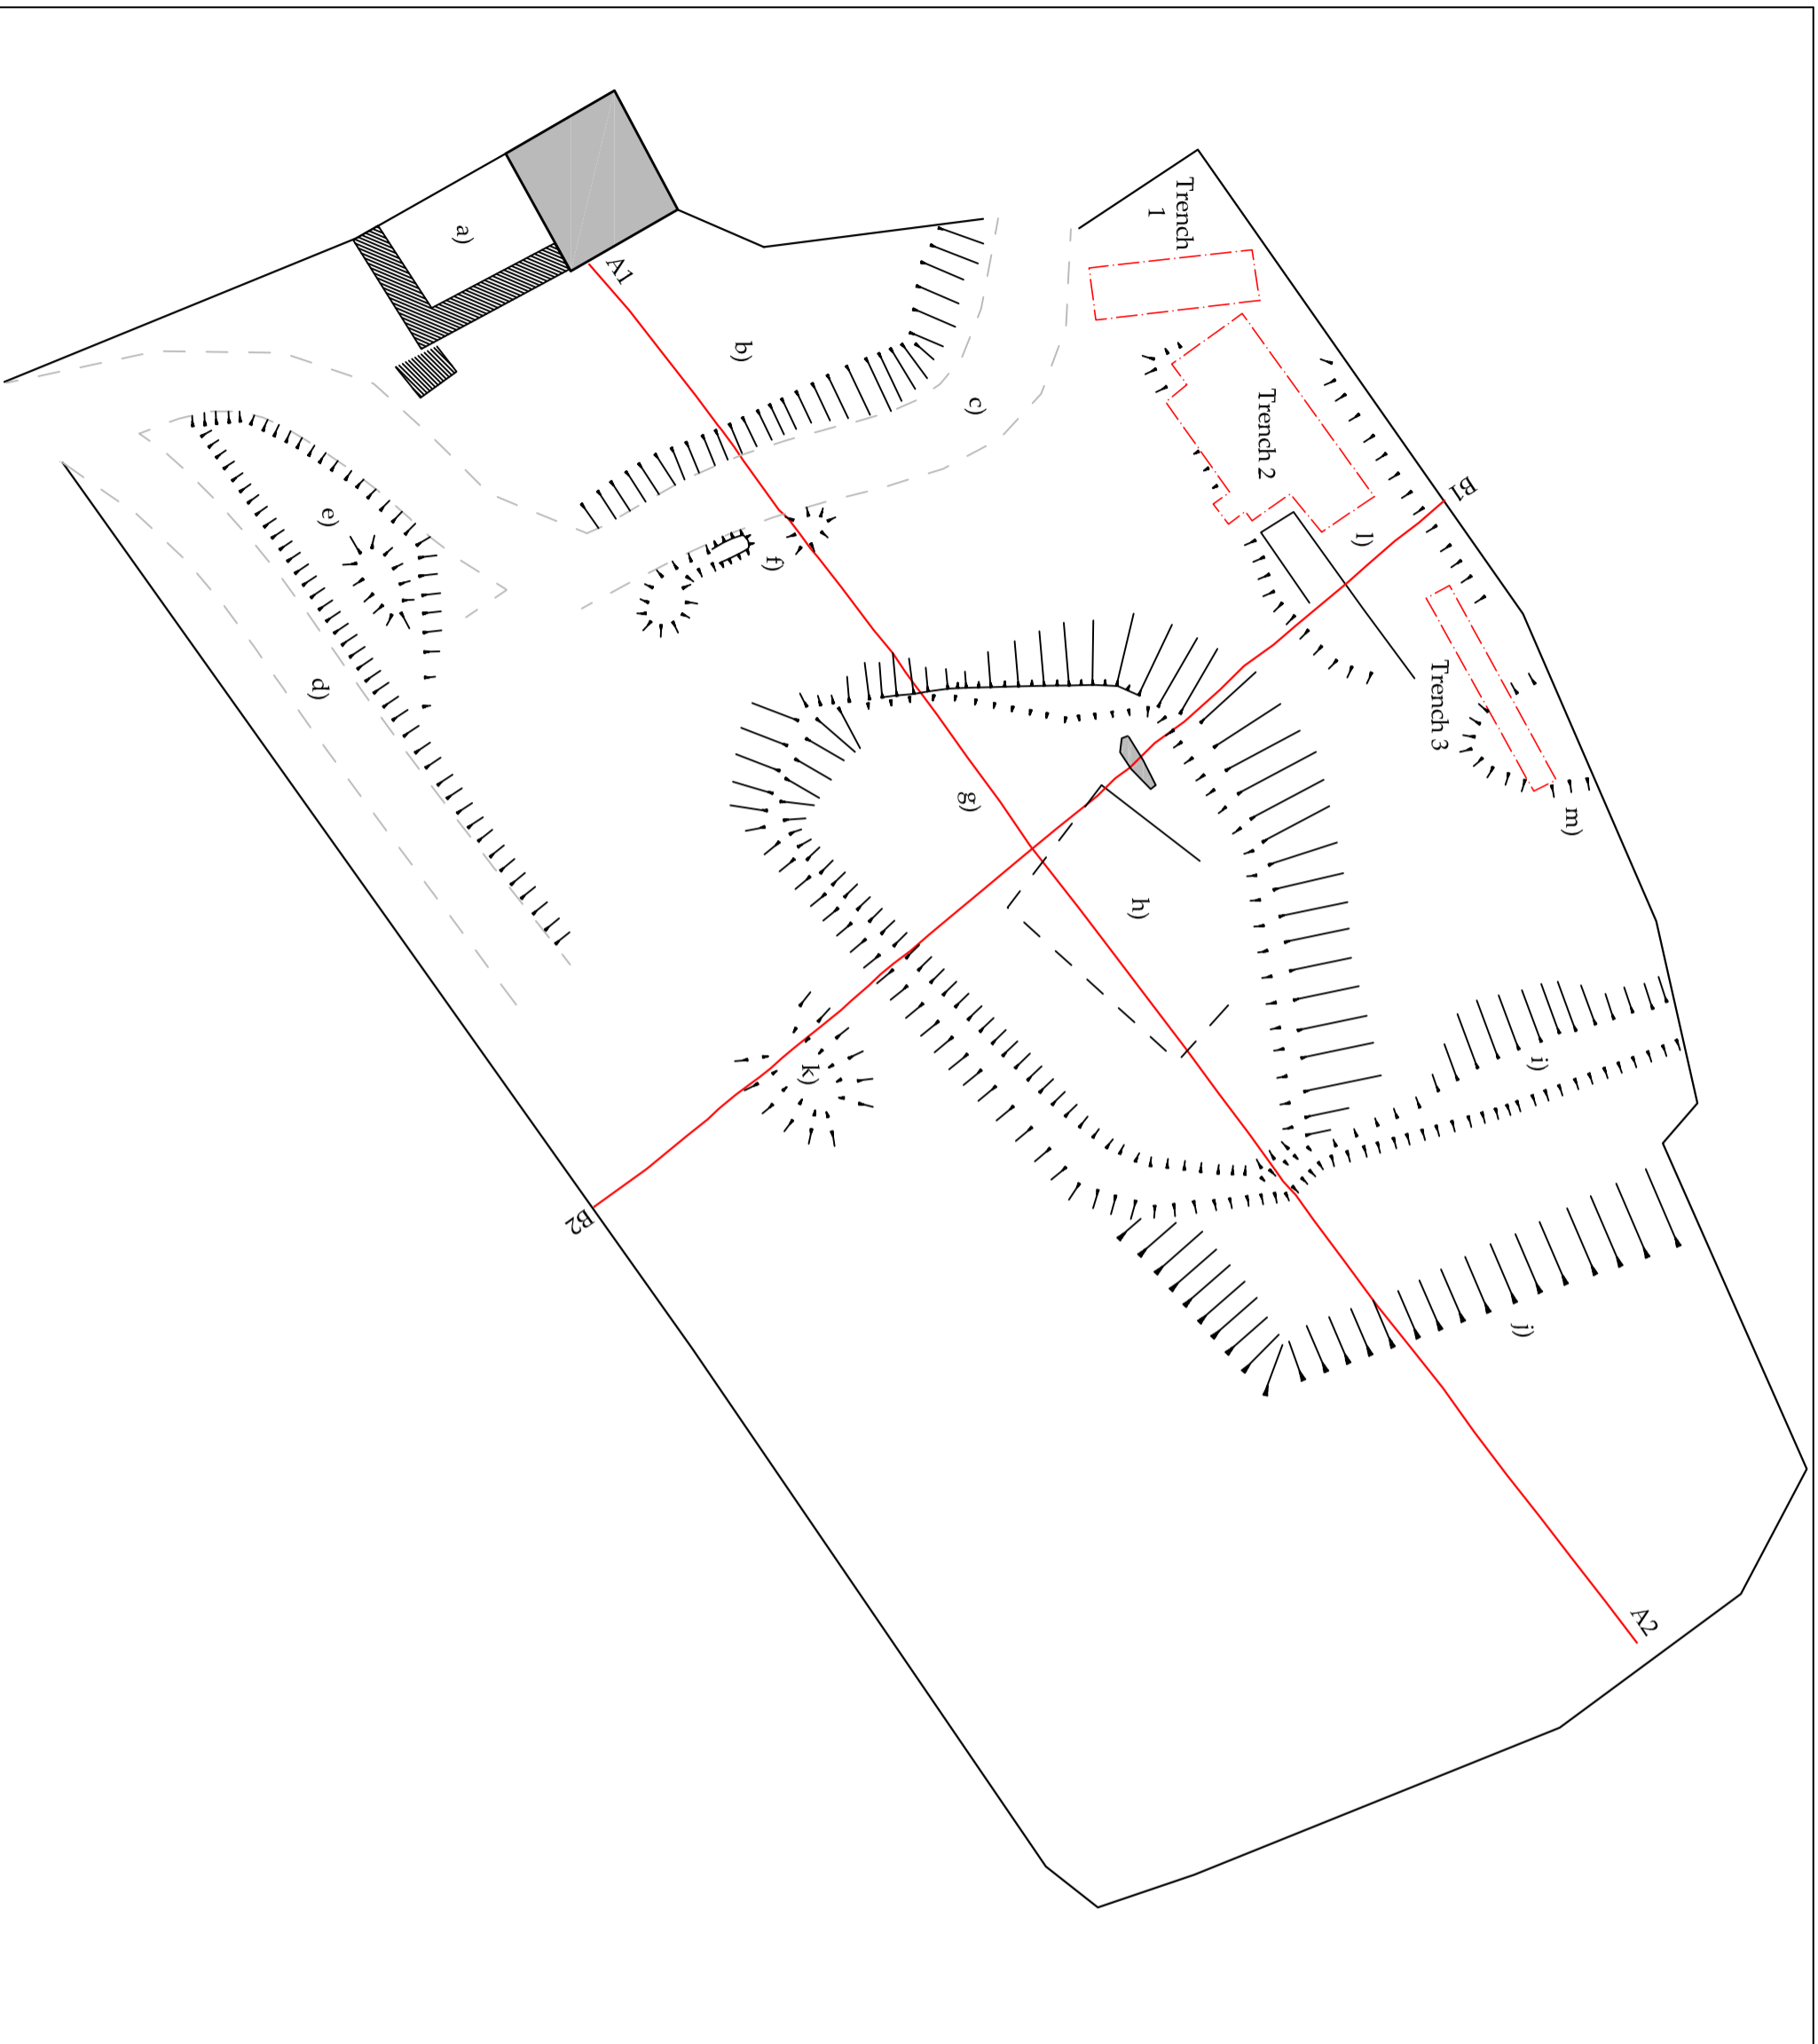 Trench
1
Trench 2
Trench 3
A1
A2
B1
B2
a)
b)
c)
d)
e)
f)
g)
h)
i)
j)
k)
l)
m)